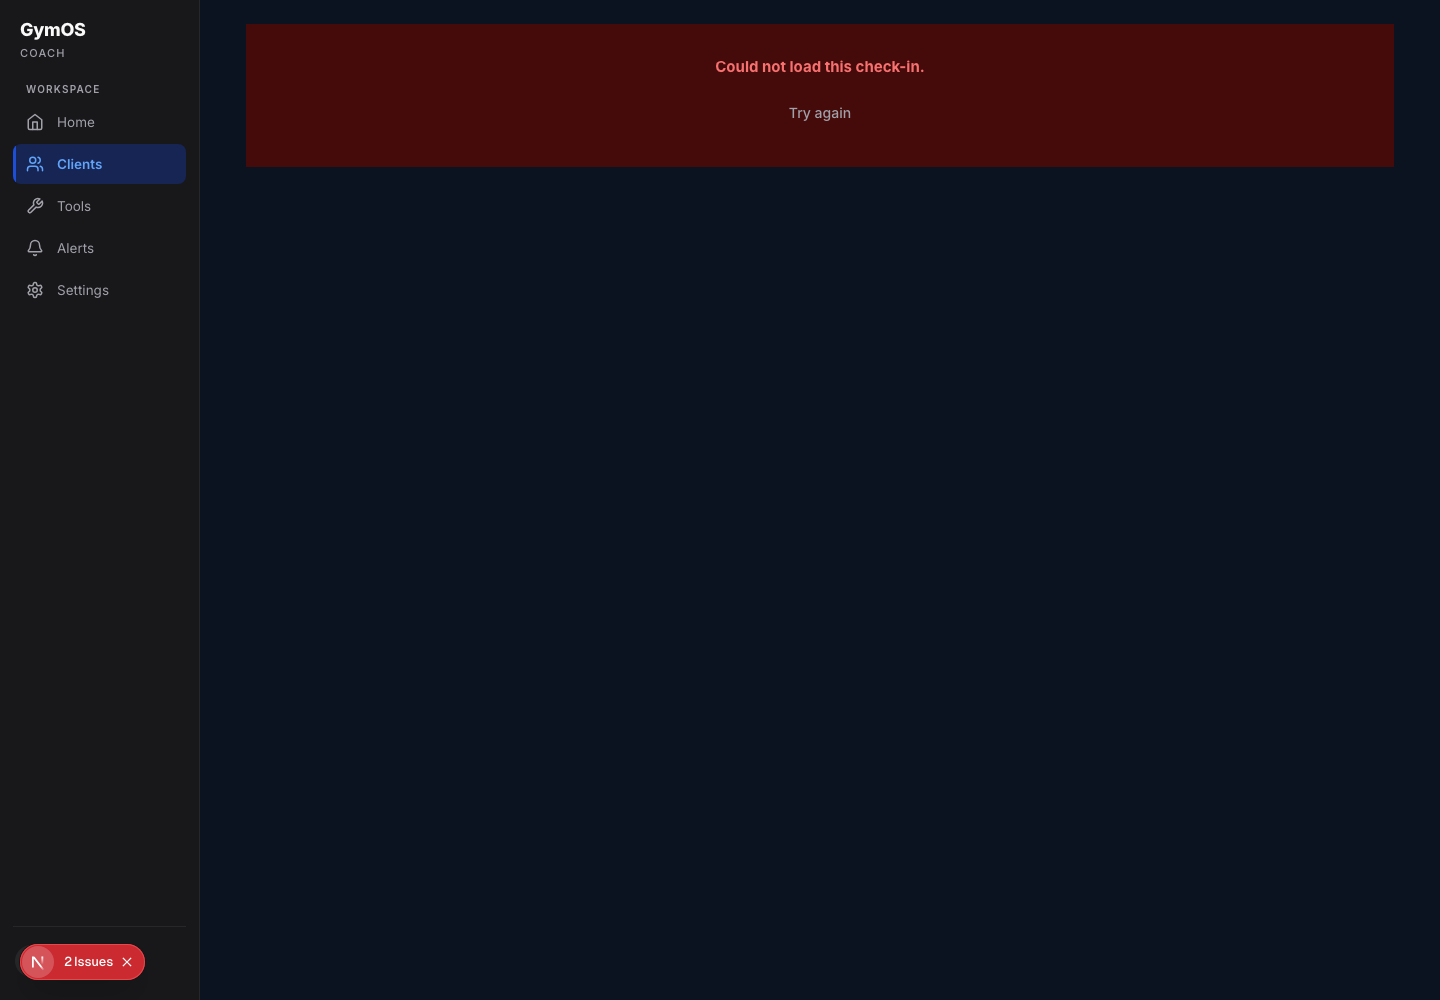 GymOS
COACH
WORKSPACE
Home
Clients
Tools
Alerts
Settings
Could not load this check-in.
Try again
N 2 Issues